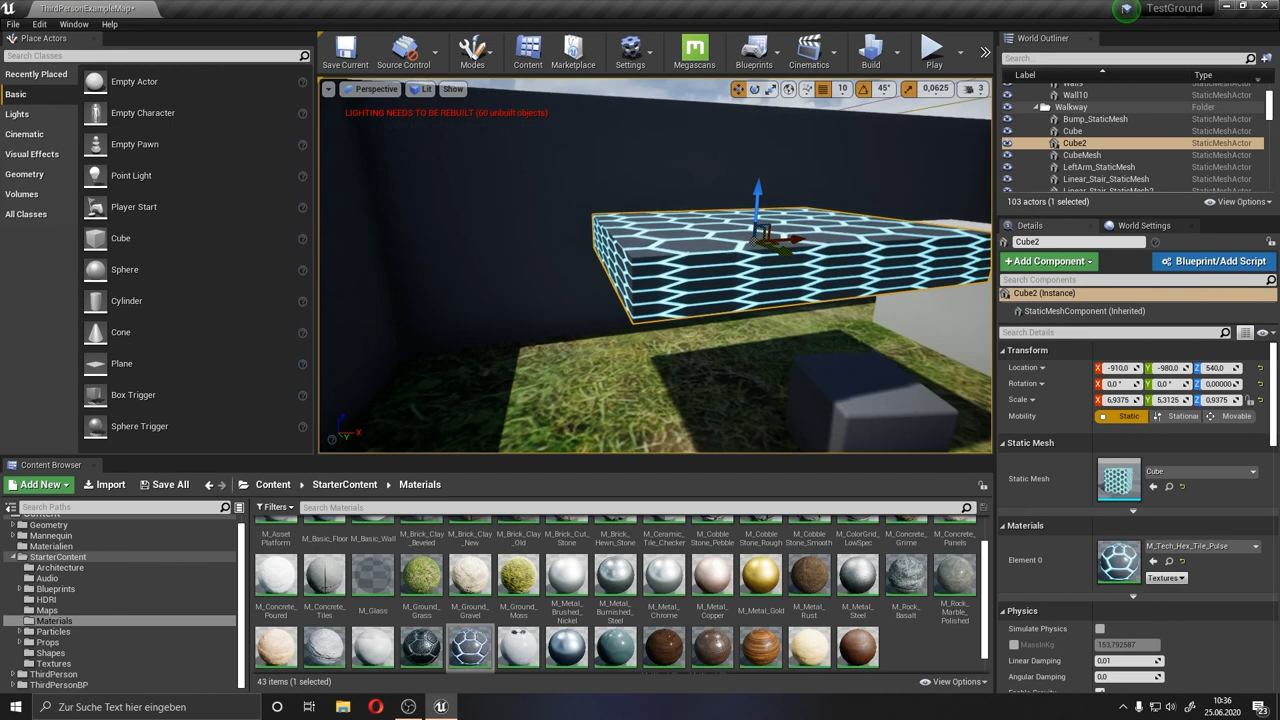 ThirdPersonExampleMap*
TestGround
File
Edit
Window
Help
Place Actors
Search Classes
Recently Placed
Basic
Lights
Cinematic
Visual Effects
Geometry
Volumes
All Classes
Empty Actor
Empty Character
Empty Pawn
Point Light
Player Start
Cube
Sphere
Cylinder
Cone
Plane
Box Trigger
Sphere Trigger
Save Current
Source Control
Modes
Content
Marketplace
Settings
Megascans
Blueprints
Cinematics
Build
Play
Perspective
Lit
Show
10
45°
0,0625
3
LIGHTING NEEDS TO BE REBUILT (60 unbuilt objects)
X
Y
World Outliner
Search...
Label
Type
Walls
StaticMeshActor
Wall10
StaticMeshActor
Walkway
Folder
Bump_StaticMesh
StaticMeshActor
Cube
StaticMeshActor
Cube2
StaticMeshActor
CubeMesh
StaticMeshActor
LeftArm_StaticMesh
StaticMeshActor
Linear_Stair_StaticMesh
StaticMeshActor
Linear_Stair_StaticMesh2
StaticMeshActor
103 actors (1 selected)
View Options
Details
World Settings
Cube2
+Add Component
Blueprint/Add Script
Search Components
Cube2 (Instance)
StaticMeshComponent (Inherited)
Search Details
Transform
Location
X -910,0 Y -980,0 Z 540,0
Rotation
X 0,0 ° Y 0,0 ° Z 0,00000
Scale
X 6,9375 Y 5,3125 Z 0,9375
Mobility
Static
Stationa
Movable
Static Mesh
Static Mesh
Cube
Materials
Element 0
M_Tech_Hex_Tile_Pulse
Textures
Physics
Simulate Physics
MassInKg
153,792587
Linear Damping
0,01
Angular Damping
0,0
Enable Gravity
Content Browser
Add New
Import
Save All
Content
StarterContent
Materials
Search Paths
Filters
Search Materials
Content
Geometry
Mannequin
Materialien
StarterContent
Architecture
Audio
Blueprints
HDRI
Maps
Materials
Particles
Props
Shapes
Textures
ThirdPerson
ThirdPersonBP
M_Asset
Platform
M_Basic_Floor
M_Basic_Wall
M_Brick_Clay
_Beveled
M_Brick_Clay
_New
M_Brick_Clay
_Old
M_Brick_Cut_
Stone
M_Brick_
Hewn_Stone
M_Ceramic_
Tile_Checker
M_Cobble
Stone_Pebble
M_Cobble
Stone_Rough
M_Cobble
Stone_Smooth
M_ColorGrid_
LowSpec
M_Concrete_
Grime
M_Concrete_
Panels
M_Concrete_
Poured
M_Concrete_
Tiles
M_Glass
M_Ground_
Grass
M_Ground_
Gravel
M_Ground_
Moss
M_Metal_
Brushed_
Nickel
M_Metal_
Burnished_
Steel
M_Metal_
Chrome
M_Metal_
Copper
M_Metal_Gold
M_Metal_
Rust
M_Metal_
Steel
M_Rock_
Basalt
M_Rock_
Marble_
Polished
43 items (1 selected)
View Options
Zur Suche Text hier eingeben
10:36
25.06.2020
23